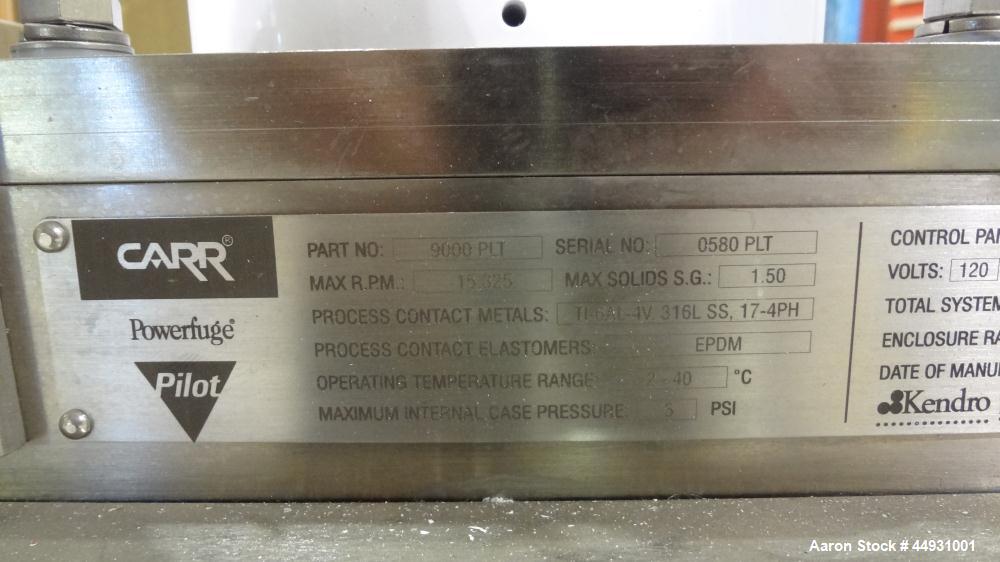 CARR®
Powerfuge®
Pilot
PART NO: 9000 PLT SERIAL NO: 0580 PLT
MAX R.P.M.: 15,325 MAX SOLIDS S.G.: 1.50
PROCESS CONTACT METALS: TI-6AL-4V, 316L SS, 17-4PH
PROCESS CONTACT ELASTOMERS: EPDM
OPERATING TEMPERATURE RANGE: 2 - 40 °C
MAXIMUM INTERNAL CASE PRESSURE: 5 PSI
CONTROL PAN
VOLTS: 120
TOTAL SYSTEM
ENCLOSURE RA
DATE OF MANU
Kendro
Aaron Stock # 44931001